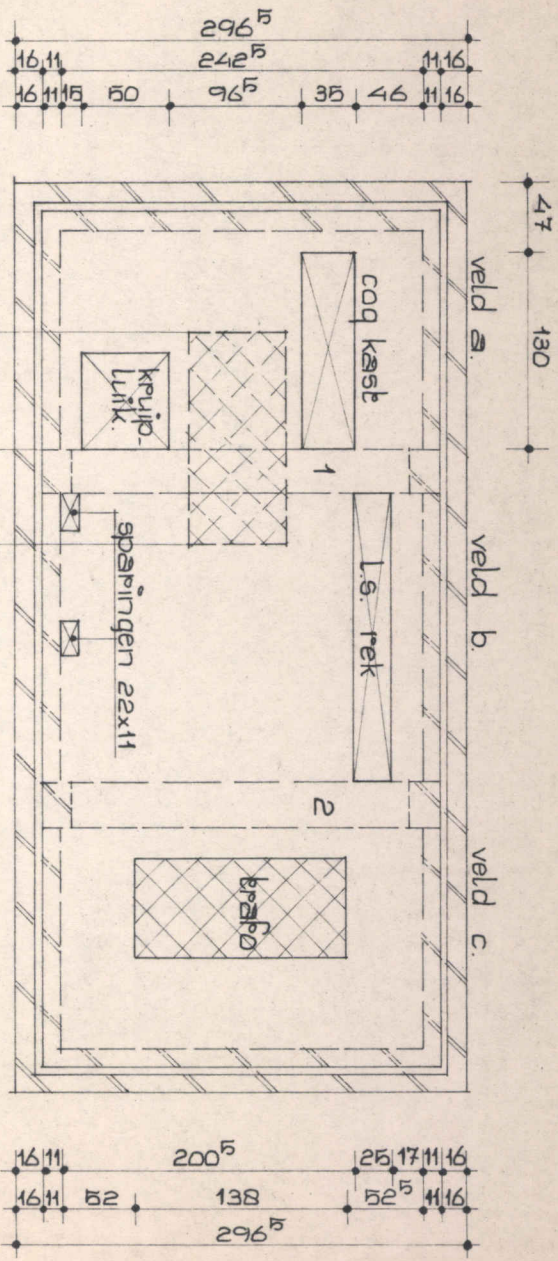 296⁵
16 11 242⁵ 11 16
16 11 15 50 96⁵ 35 46 11 16
47
180
veld a.
coq kast
kruip-
luik.
1
veld b.
l.s. rek
sparingen 22x11
2
veld c.
trafo
16 11 200⁵ 25 17 11 16
16 11 52 138 52⁵ 11 16
296⁵